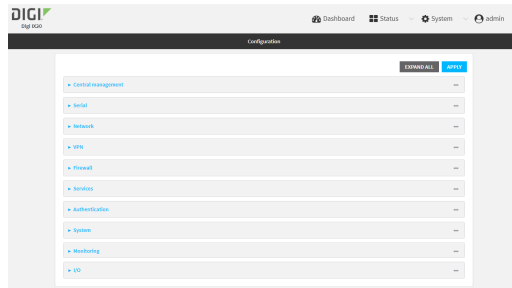 DIGI
Digi IX20
Dashboard
Status
System
admin
Configuration
EXPAND ALL
APPLY
Central management
Serial
Network
VPN
Firewall
Services
Authentication
System
Monitoring
I/O